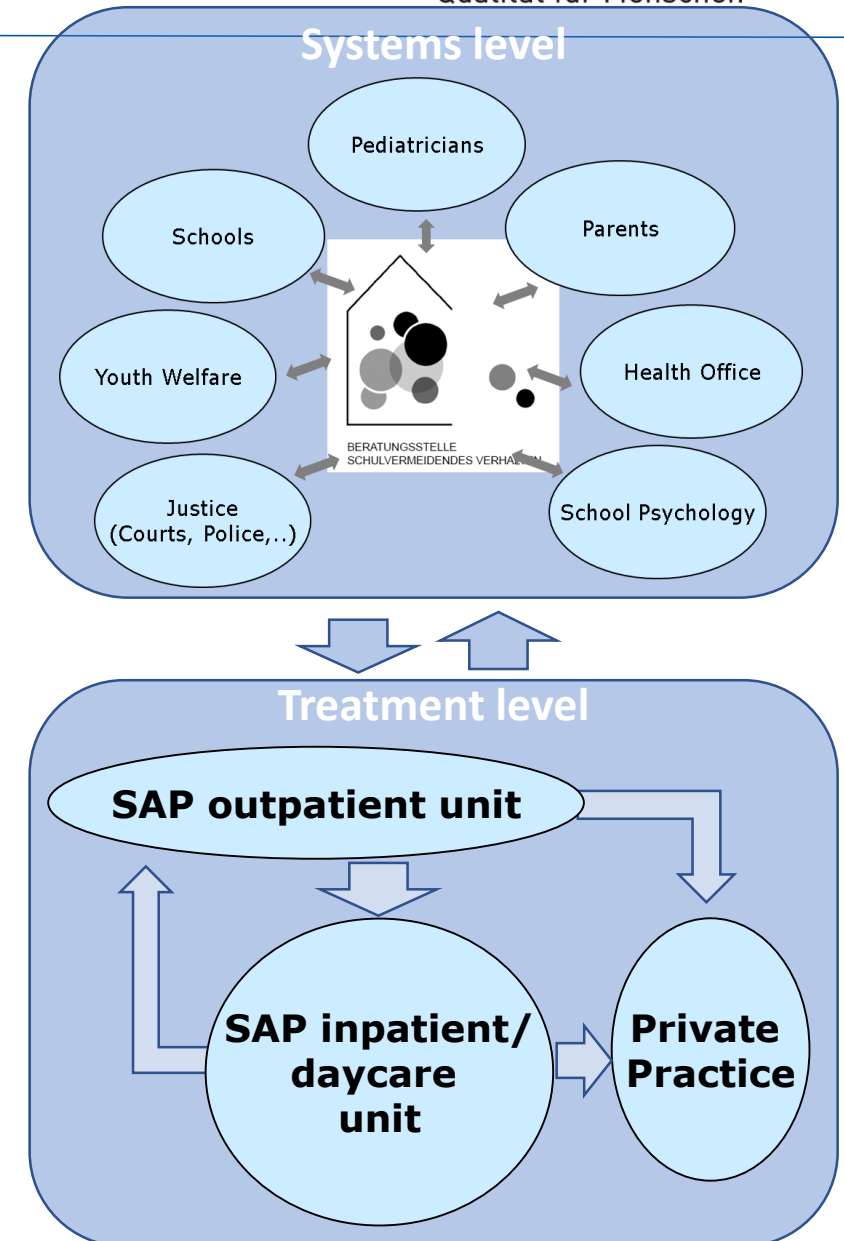 Systems level
Pediatricians
Schools
Parents
Youth Welfare
Health Office
BERATUNGSSTELLE
SCHULVERMEIDENDES VERHALTEN
Justice
(Courts, Police,..)
School Psychology
Treatment level
SAP outpatient unit
SAP inpatient/
daycare
unit
Private
Practice